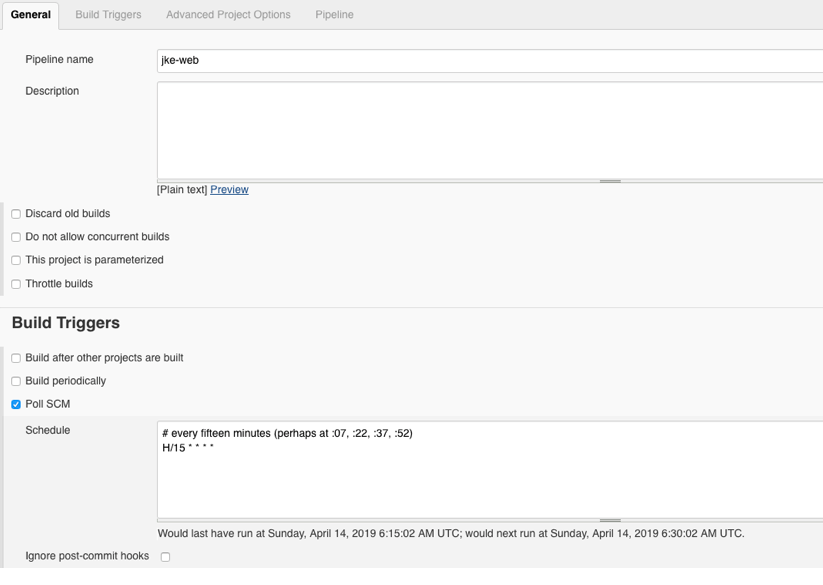 General Build Triggers Advanced Project Options Pipeline
Pipeline name jke-web
Description
[Plain text] Preview
Discard old builds
Do not allow concurrent builds
This project is parameterized
Throttle builds
Build Triggers
Build after other projects are built
Build periodically
Poll SCM
Schedule # every fifteen minutes (perhaps at :07, :22, :37, :52)
H/15 * * * *
Would last have run at Sunday, April 14, 2019 6:15:02 AM UTC; would next run at Sunday, April 14, 2019 6:30:02 AM UTC.
Ignore post-commit hooks